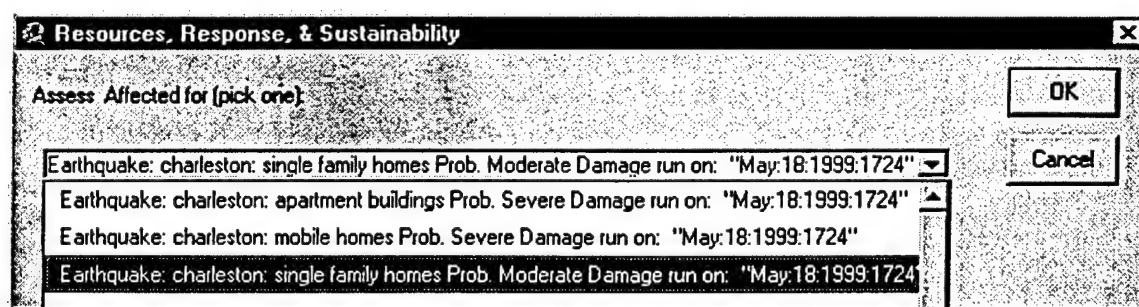 Resources, Response, & Sustainability
Assess Affected for (pick one):
OK
Cancel
Earthquake: charleston: single family homes Prob. Moderate Damage run on: "May:18:1999:1724"
Earthquake: charleston: apartment buildings Prob. Severe Damage run on: "May:18:1999:1724"
Earthquake: charleston: mobile homes Prob. Severe Damage run on: "May:18:1999:1724"
Earthquake: charleston: single family homes Prob. Moderate Damage run on: "May:18:1999:1724